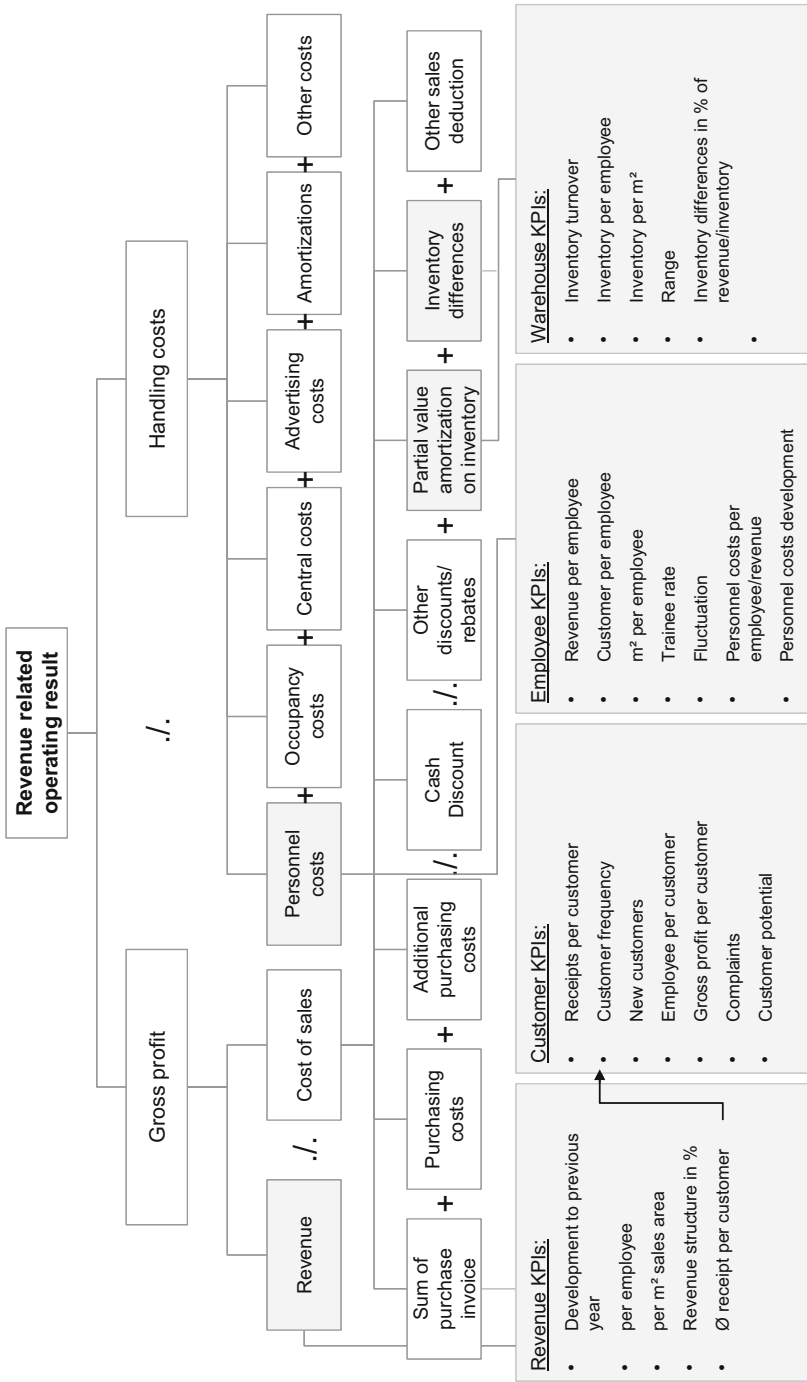 Revenue related
operating result
Gross profit
./.
Handling costs
Revenue
./.
Cost of sales
Personnel
costs
+
Occupancy
costs
+
Central costs
+
Advertising
costs
+
Amortizations
+
Other costs
Sum of
purchase
invoice
+
Purchasing
costs
+
Additional
purchasing
costs
./.
Cash
Discount
./.
Other
discounts/
rebates
+
Partial value
amortization
on inventory
+
Inventory
differences
+
Other sales
deduction
Revenue KPIs:
• Development to previous
year
• per employee
• per m² sales area
• Revenue structure in %
• Ø receipt per customer
Customer KPIs:
• Receipts per customer
• Customer frequency
• New customers
• Employee per customer
• Gross profit per customer
• Complaints
• Customer potential
Employee KPIs:
• Revenue per employee
• Customer per employee
• m² per employee
• Trainee rate
• Fluctuation
• Personnel costs per
employee/revenue
• Personnel costs development
Warehouse KPIs:
• Inventory turnover
• Inventory per employee
• Inventory per m²
• Range
• Inventory differences in % of
revenue/inventory
•